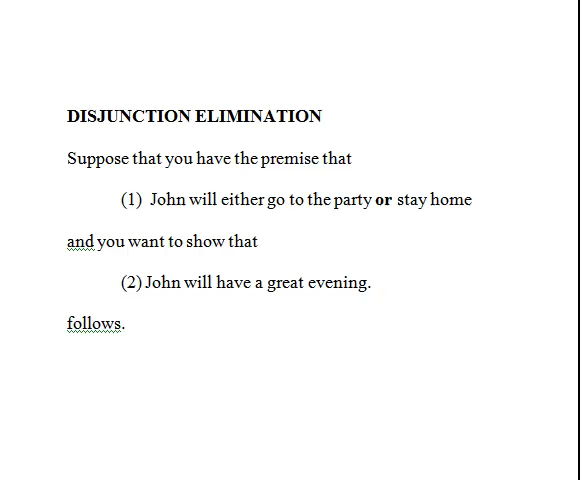 DISJUNCTION ELIMINATION
Suppose that you have the premise that
(1) John will either go to the party or stay home
and you want to show that
(2) John will have a great evening.
follows.